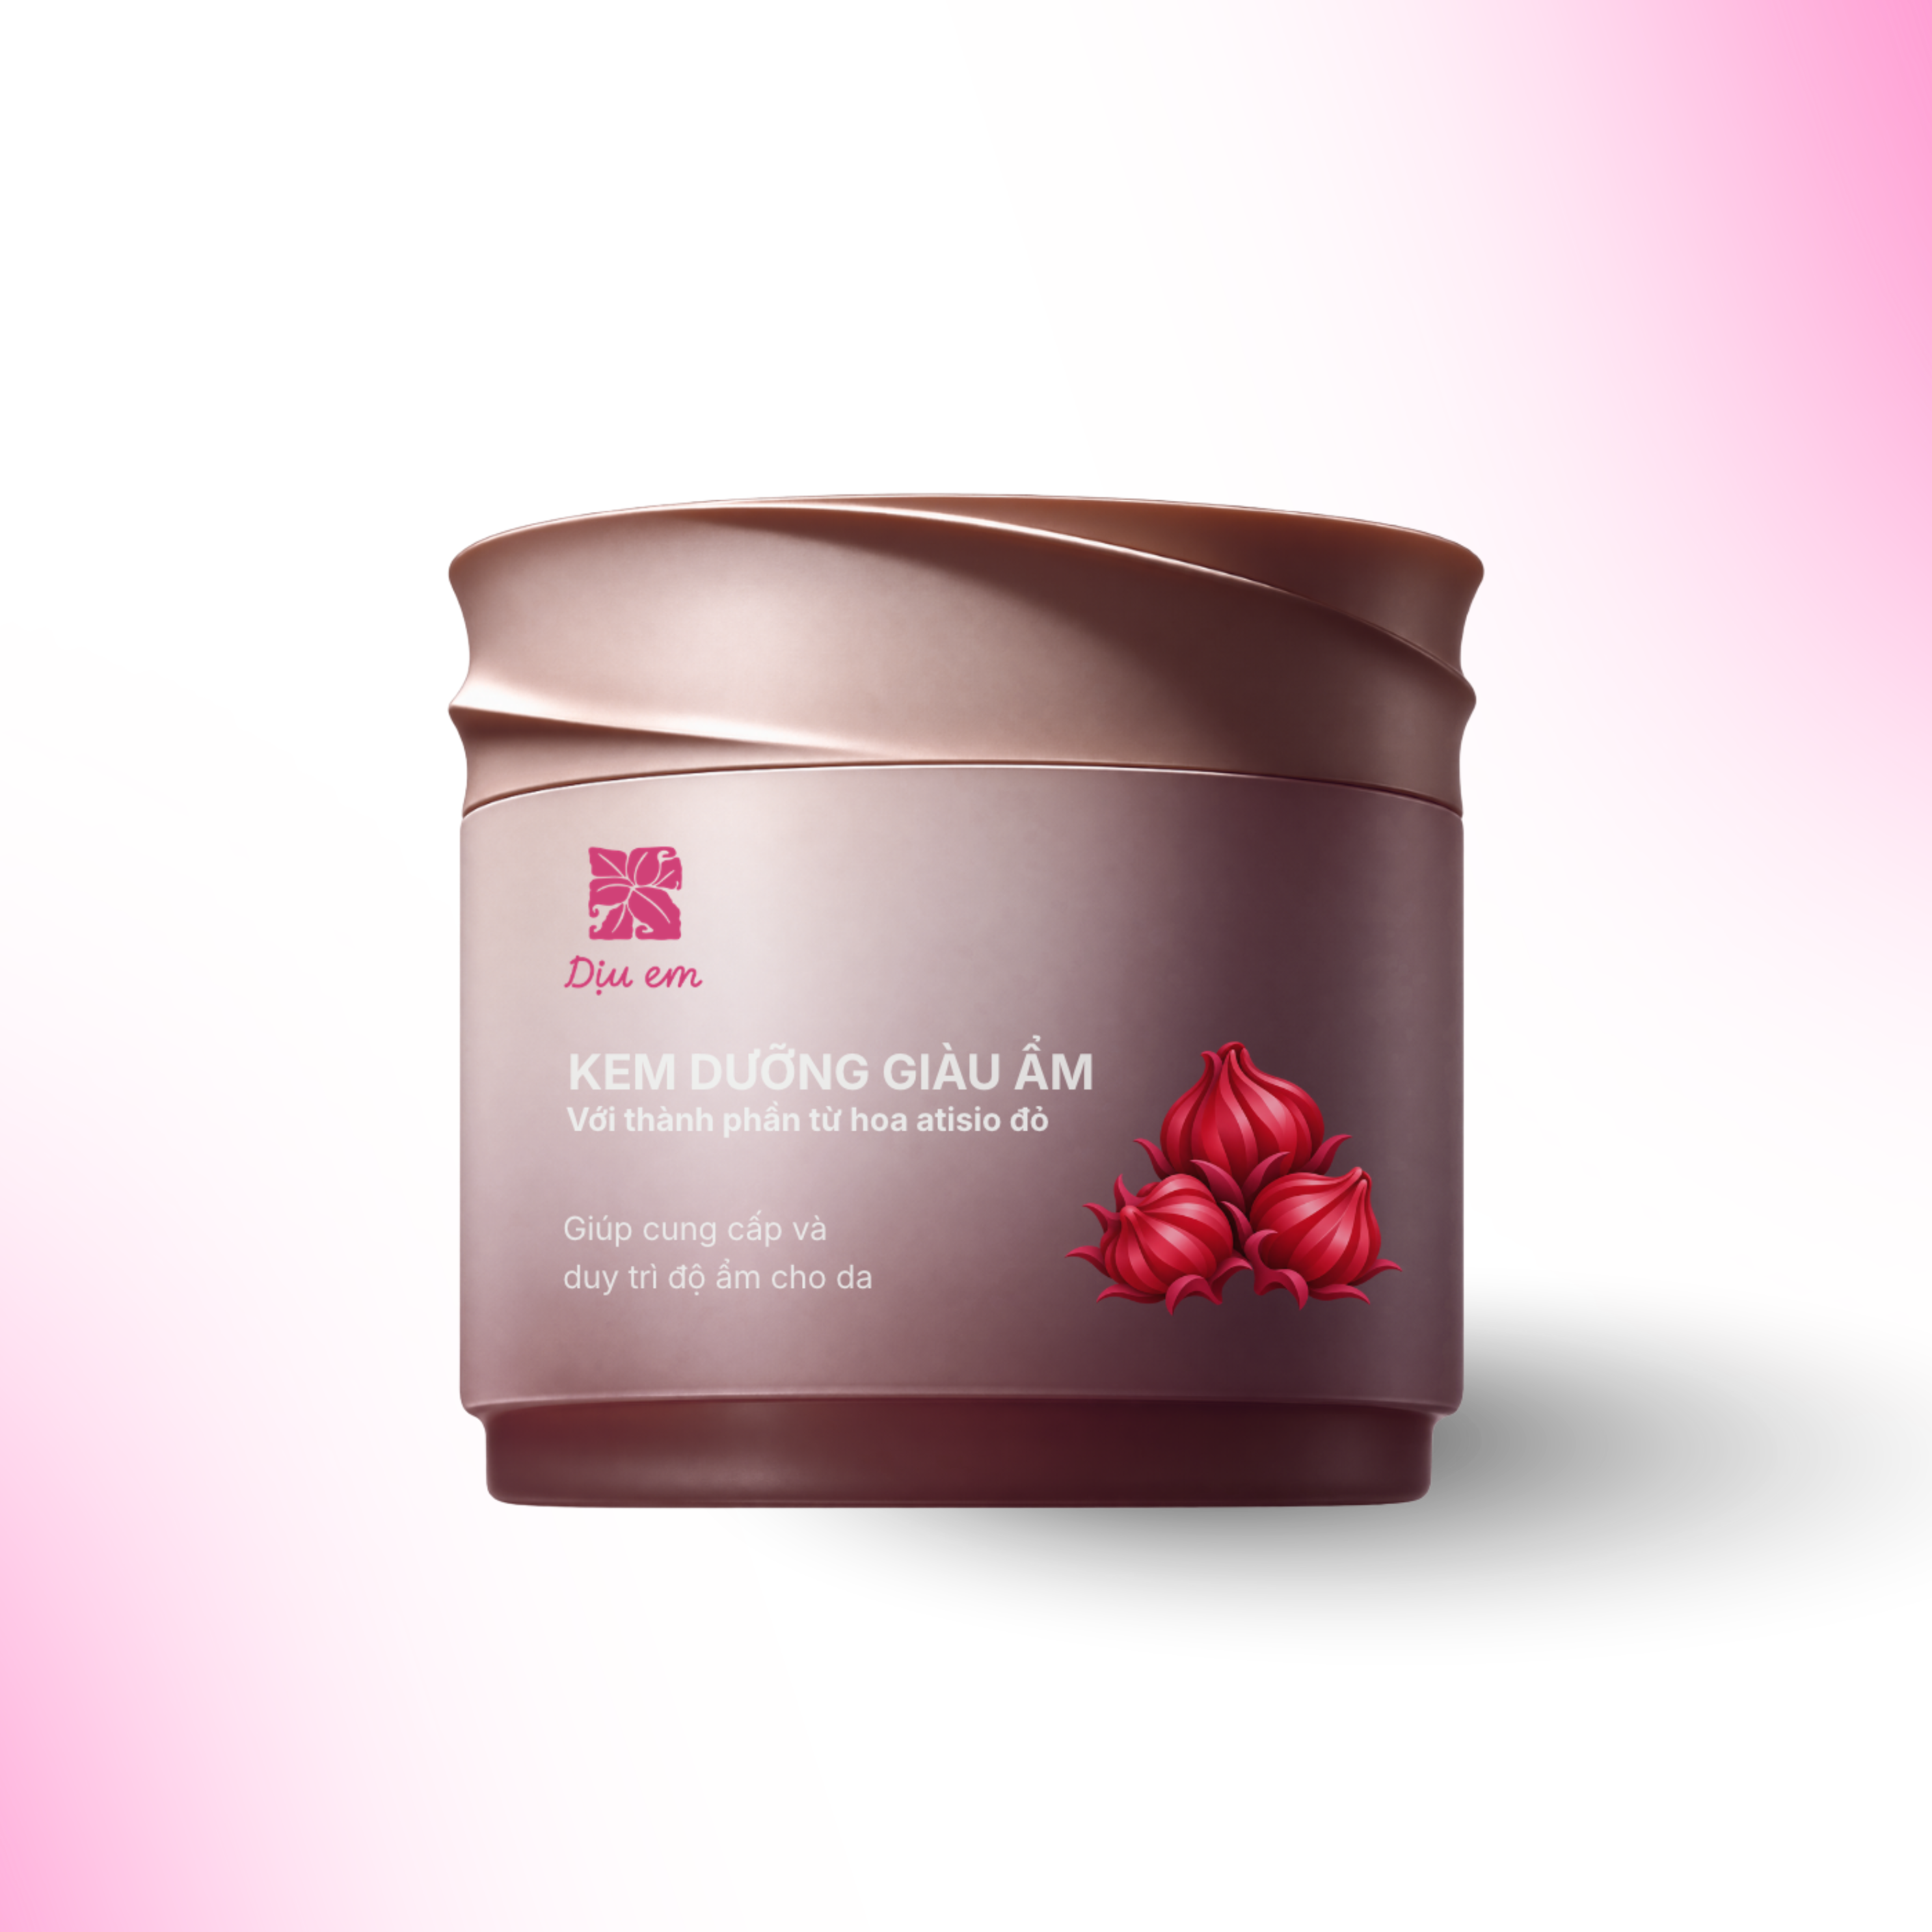 Dịu em
KEM DƯỠNG GIÀU ẨM
Với thành phần từ hoa atisio đỏ
Giúp cung cấp và
duy trì độ ẩm cho da